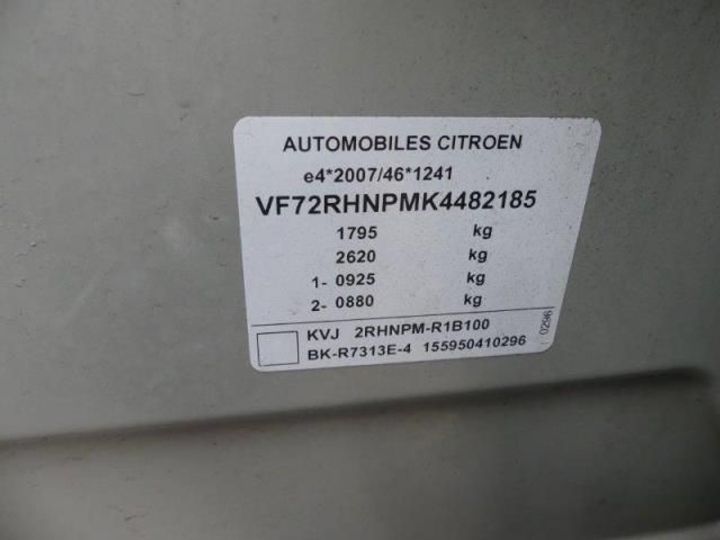 AUTOMOBILES CITROEN
e4*2007/46*1241
VF72RHNPMK4482185
1795 kg
2620 kg
1- 0925 kg
2- 0880 kg
KVJ 2RHNPM-R1B100
BK-R7313E-4 155950410296
0296